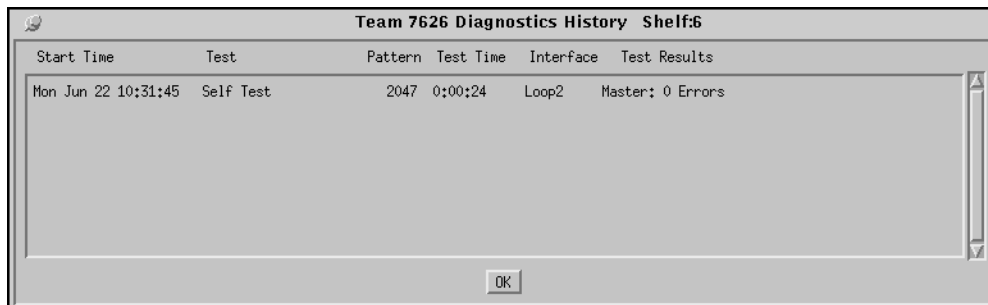 Team 7626 Diagnostics History Shelf:6
Start Time Test Pattern Test Time Interface Test Results
Mon Jun 22 10:31:45 Self Test 2047 0:00:24 Loop2 Master: 0 Errors
OK